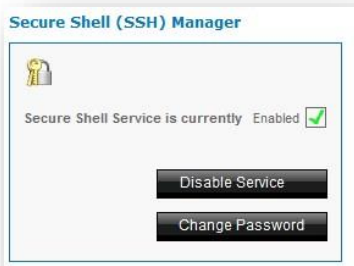 Secure Shell (SSH) Manager
Secure Shell Service is currently Enabled
Disable Service
Change Password